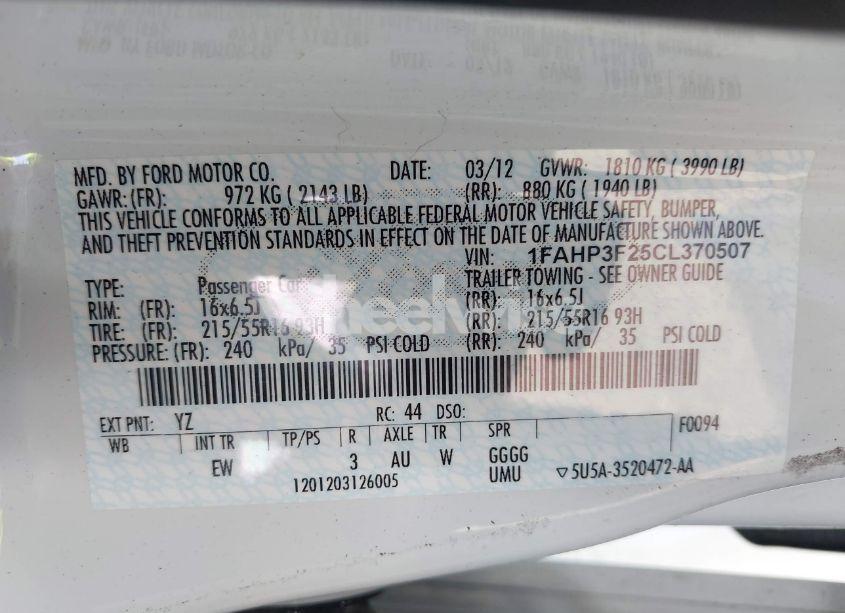 MFD. BY FORD MOTOR CO. DATE: 03/12 GVWR: 1810 KG ( 3990 LB)
GAWR: (FR): 972 KG ( 2143 LB) (RR): 880 KG ( 1940 LB)
THIS VEHICLE CONFORMS TO ALL APPLICABLE FEDERAL MOTOR VEHICLE SAFETY, BUMPER,
AND THEFT PREVENTION STANDARDS IN EFFECT ON THE DATE OF MANUFACTURE SHOWN ABOVE.
VIN: 1FAHP3F25CL370507
TYPE: Passenger Car TRAILER TOWING - SEE OWNER GUIDE
RIM: (FR): 16x6.5J (RR): 16x6.5J
TIRE: (FR): 215/55R16 93H (RR): 215/55R16 93H
PRESSURE: (FR): 240 kPa/ 35 PSI COLD (RR): 240 kPa/ 35 PSI COLD
EXT PNT: YZ RC: 44 DSO:
WB INT TR TP/PS R AXLE TR SPR F0094
EW 3 AU W GGGG
1201203126005 UMU ▽5U5A-3520472-AA